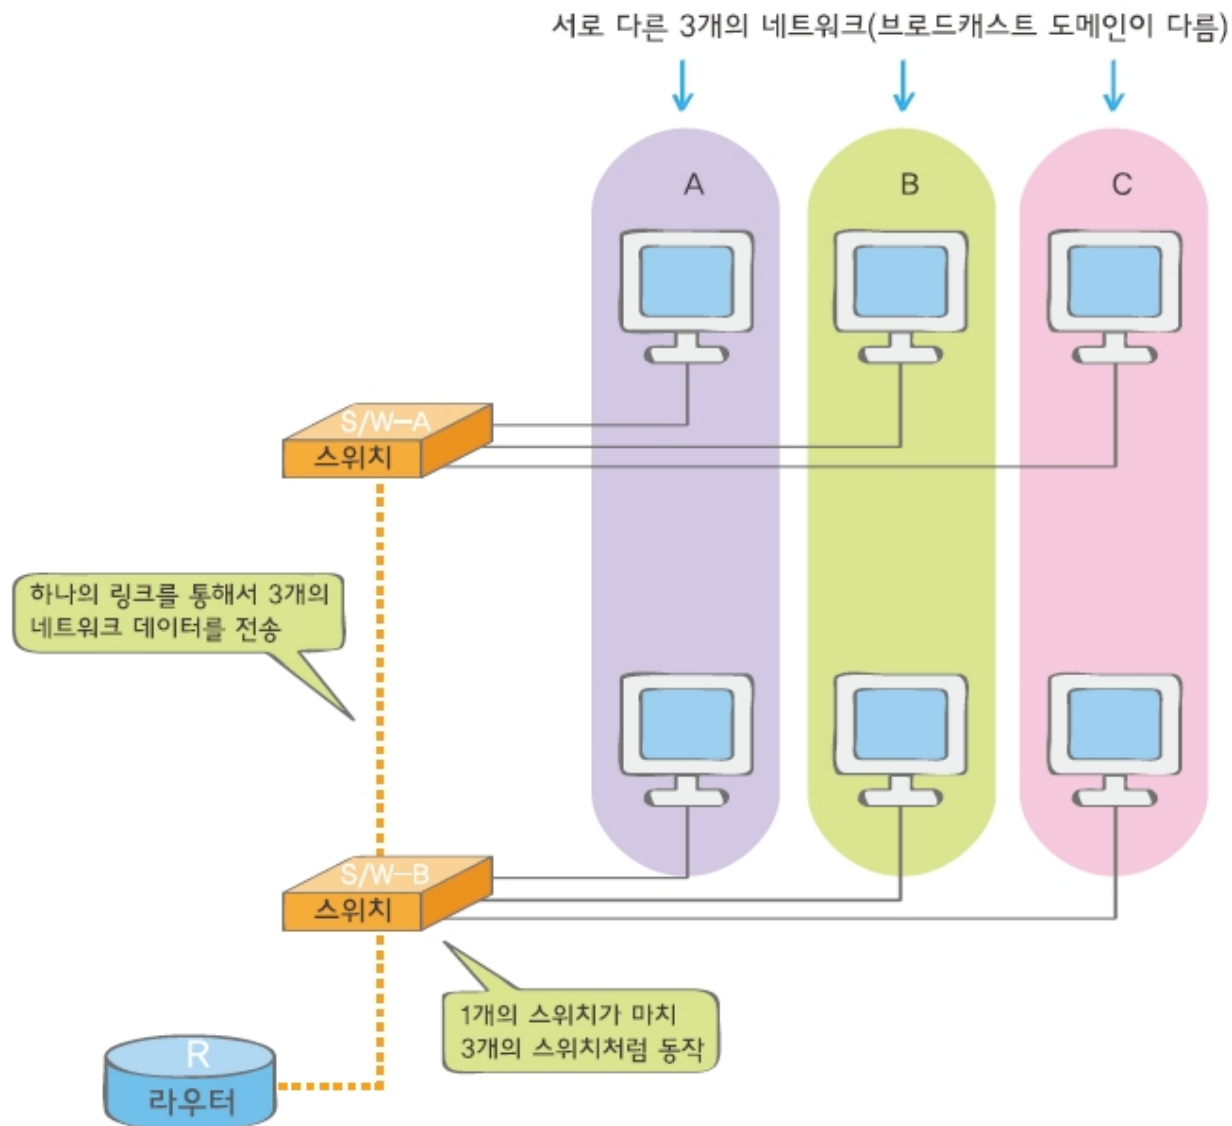 서로 다른 3개의 네트워크(브로드캐스트 도메인이 다름)
A
B
C
S/W-A
스위치
하나의 링크를 통해서 3개의
네트워크 데이터를 전송
S/W-B
스위치
1개의 스위치가 마치
3개의 스위치처럼 동작
R
라우터